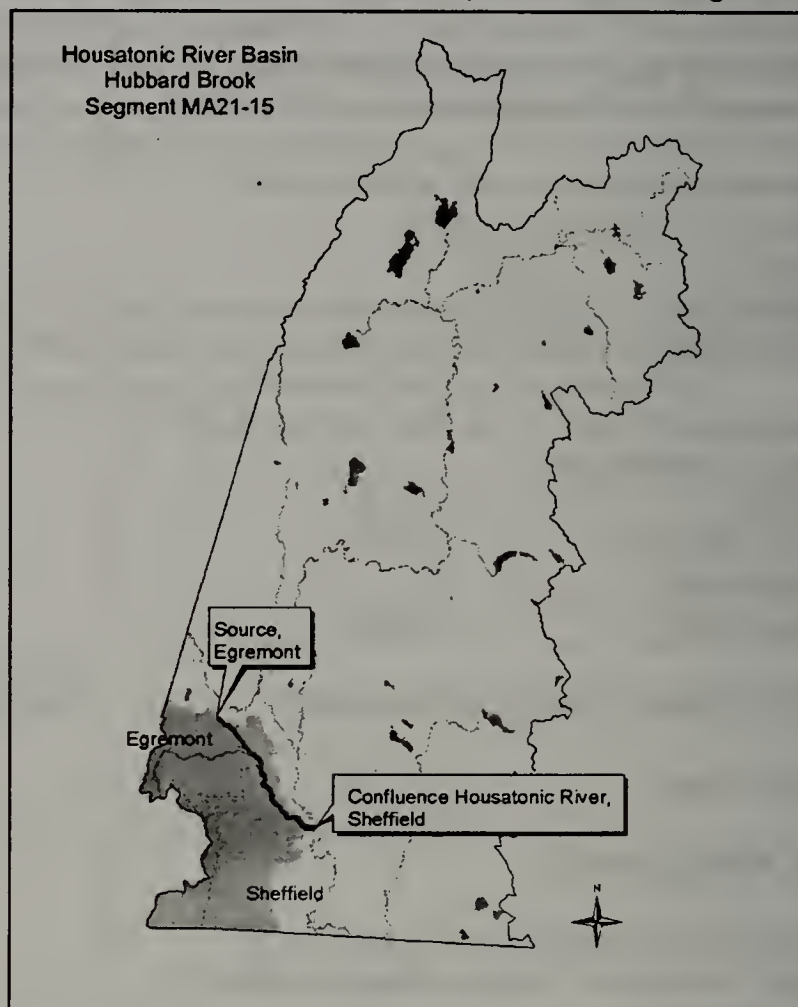 Housatonic River Basin
Hubbard Brook
Segment MA21-15
Source,
Egremont
Egremont
Confluence Housatonic River,
Sheffield
Sheffield
N